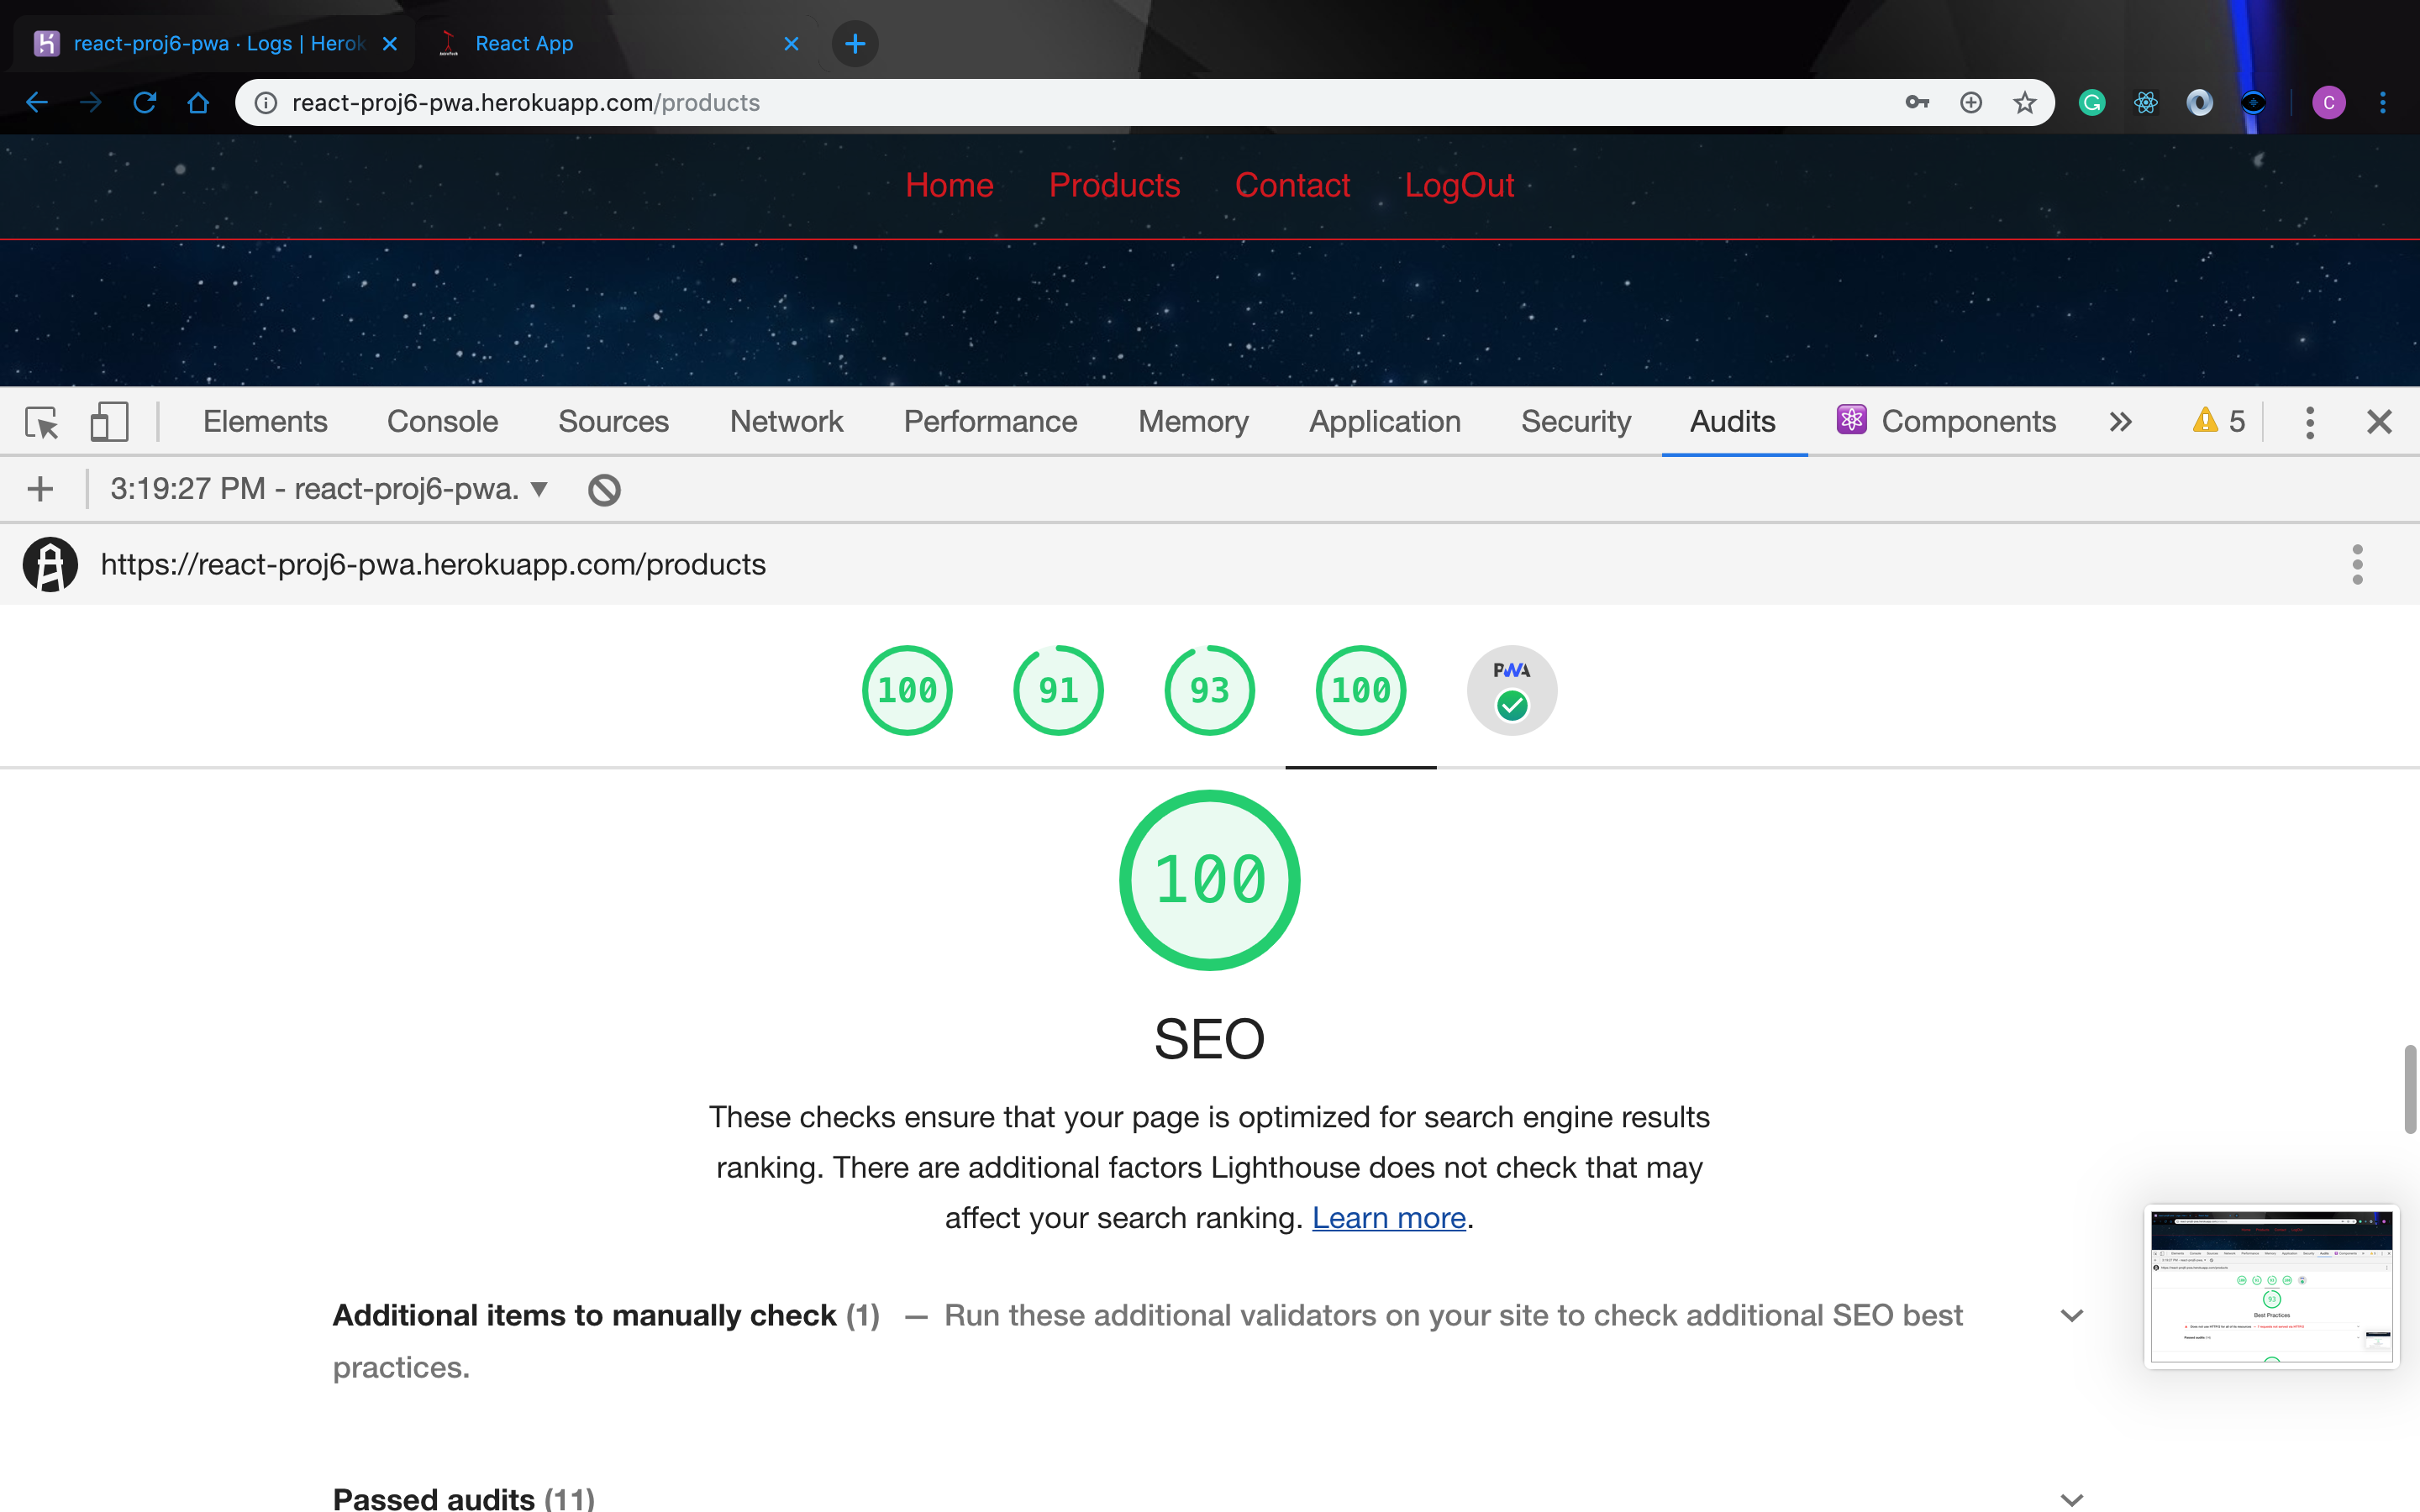 react-proj6-pwa · Logs | Herok
React App
react-proj6-pwa.herokuapp.com/products
C
Home Products Contact LogOut
Elements Console Sources Network Performance Memory Application Security Audits Components 5
3:19:27 PM - react-proj6-pwa.
https://react-proj6-pwa.herokuapp.com/products
100 91 93 100 PWA
100
SEO
These checks ensure that your page is optimized for search engine results
ranking. There are additional factors Lighthouse does not check that may
affect your search ranking. Learn more.
Additional items to manually check (1) — Run these additional validators on your site to check additional SEO best
practices.
Passed audits (11)
93
Best Practices